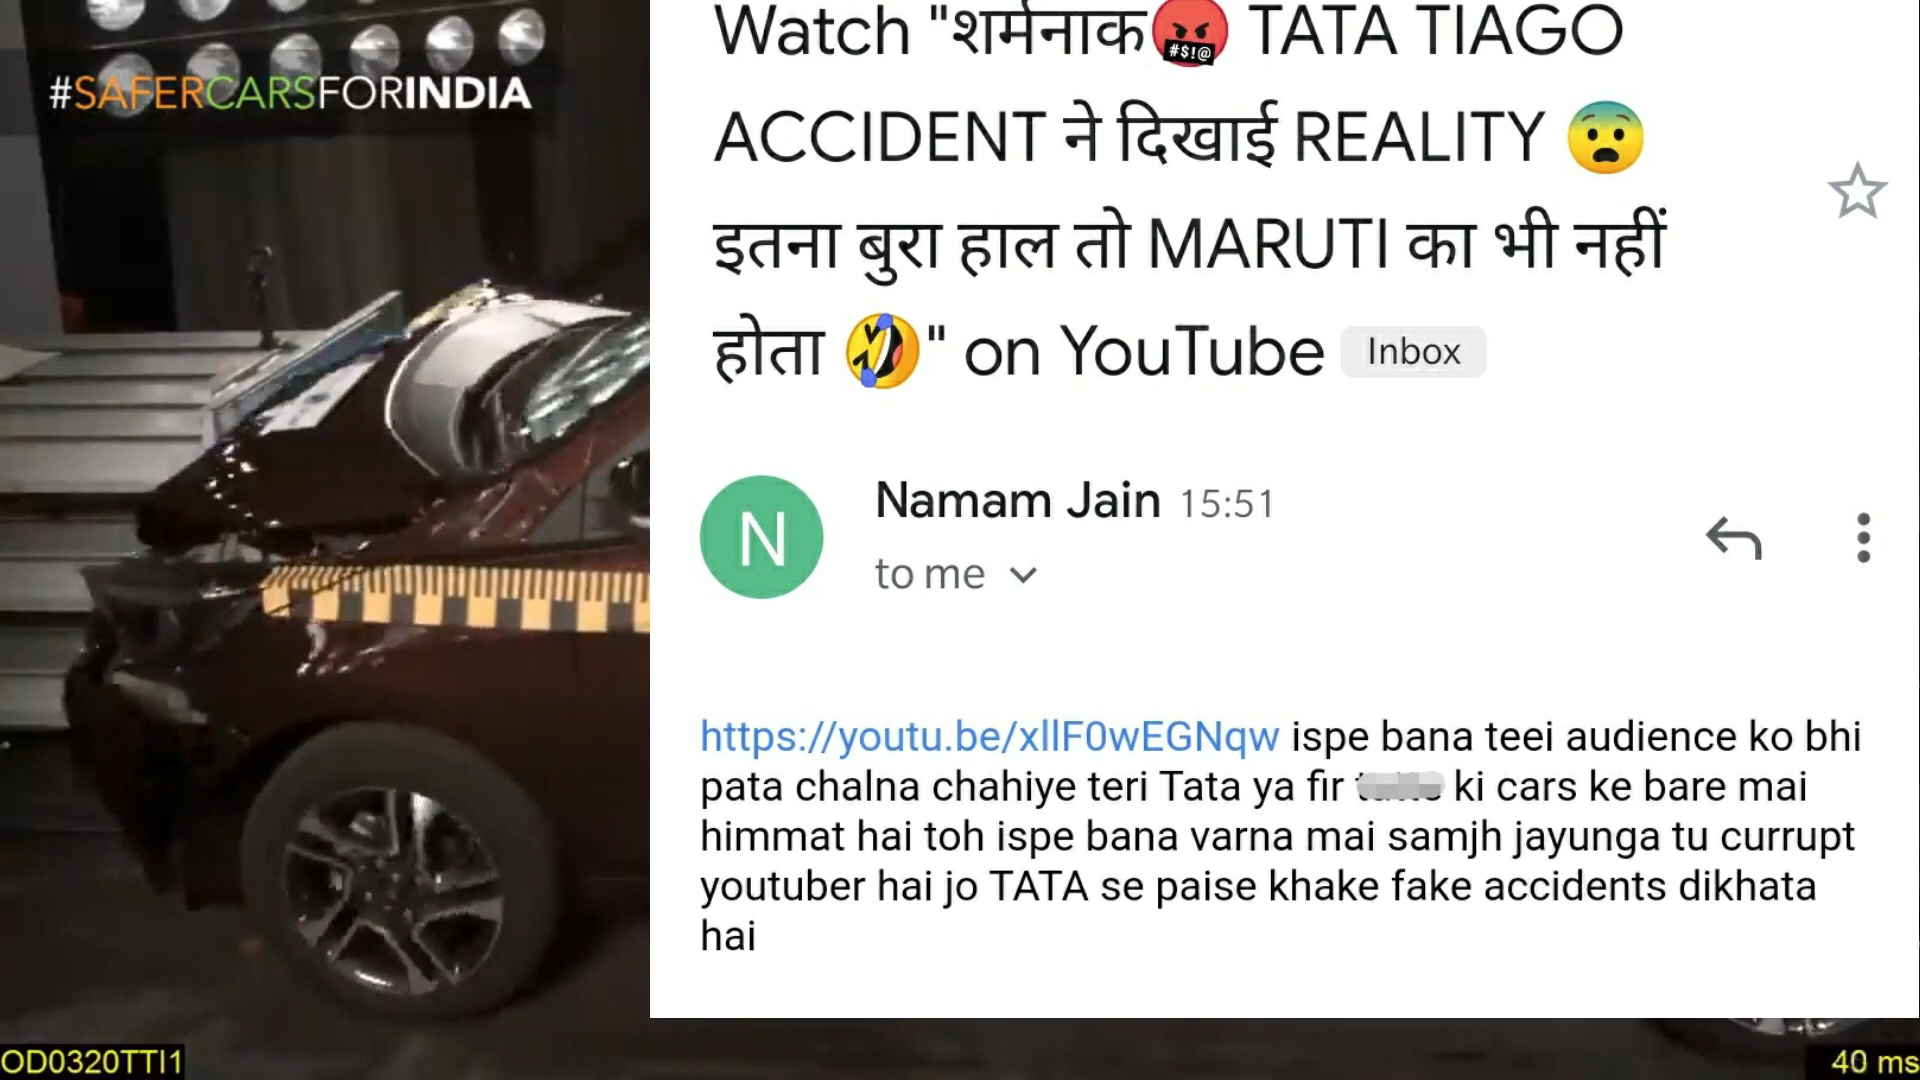 #SAFERCARSFORINDIA
Watch "शर्मनाक🤬 TATA TIAGO
ACCIDENT ने दिखाई REALITY 😨
इतना बुरा हाल तो MARUTI का भी नहीं
होता 🤣" on YouTube Inbox
N
Namam Jain 15:51
to me
https://youtu.be/xllF0wEGNqw ispe bana teei audience ko bhi
pata chalna chahiye teri Tata ya fir ki cars ke bare mai
himmat hai toh ispe bana varna mai samjh jayunga tu currupt
youtuber hai jo TATA se paise khake fake accidents dikhata
hai
OD0320TTI1
40 ms